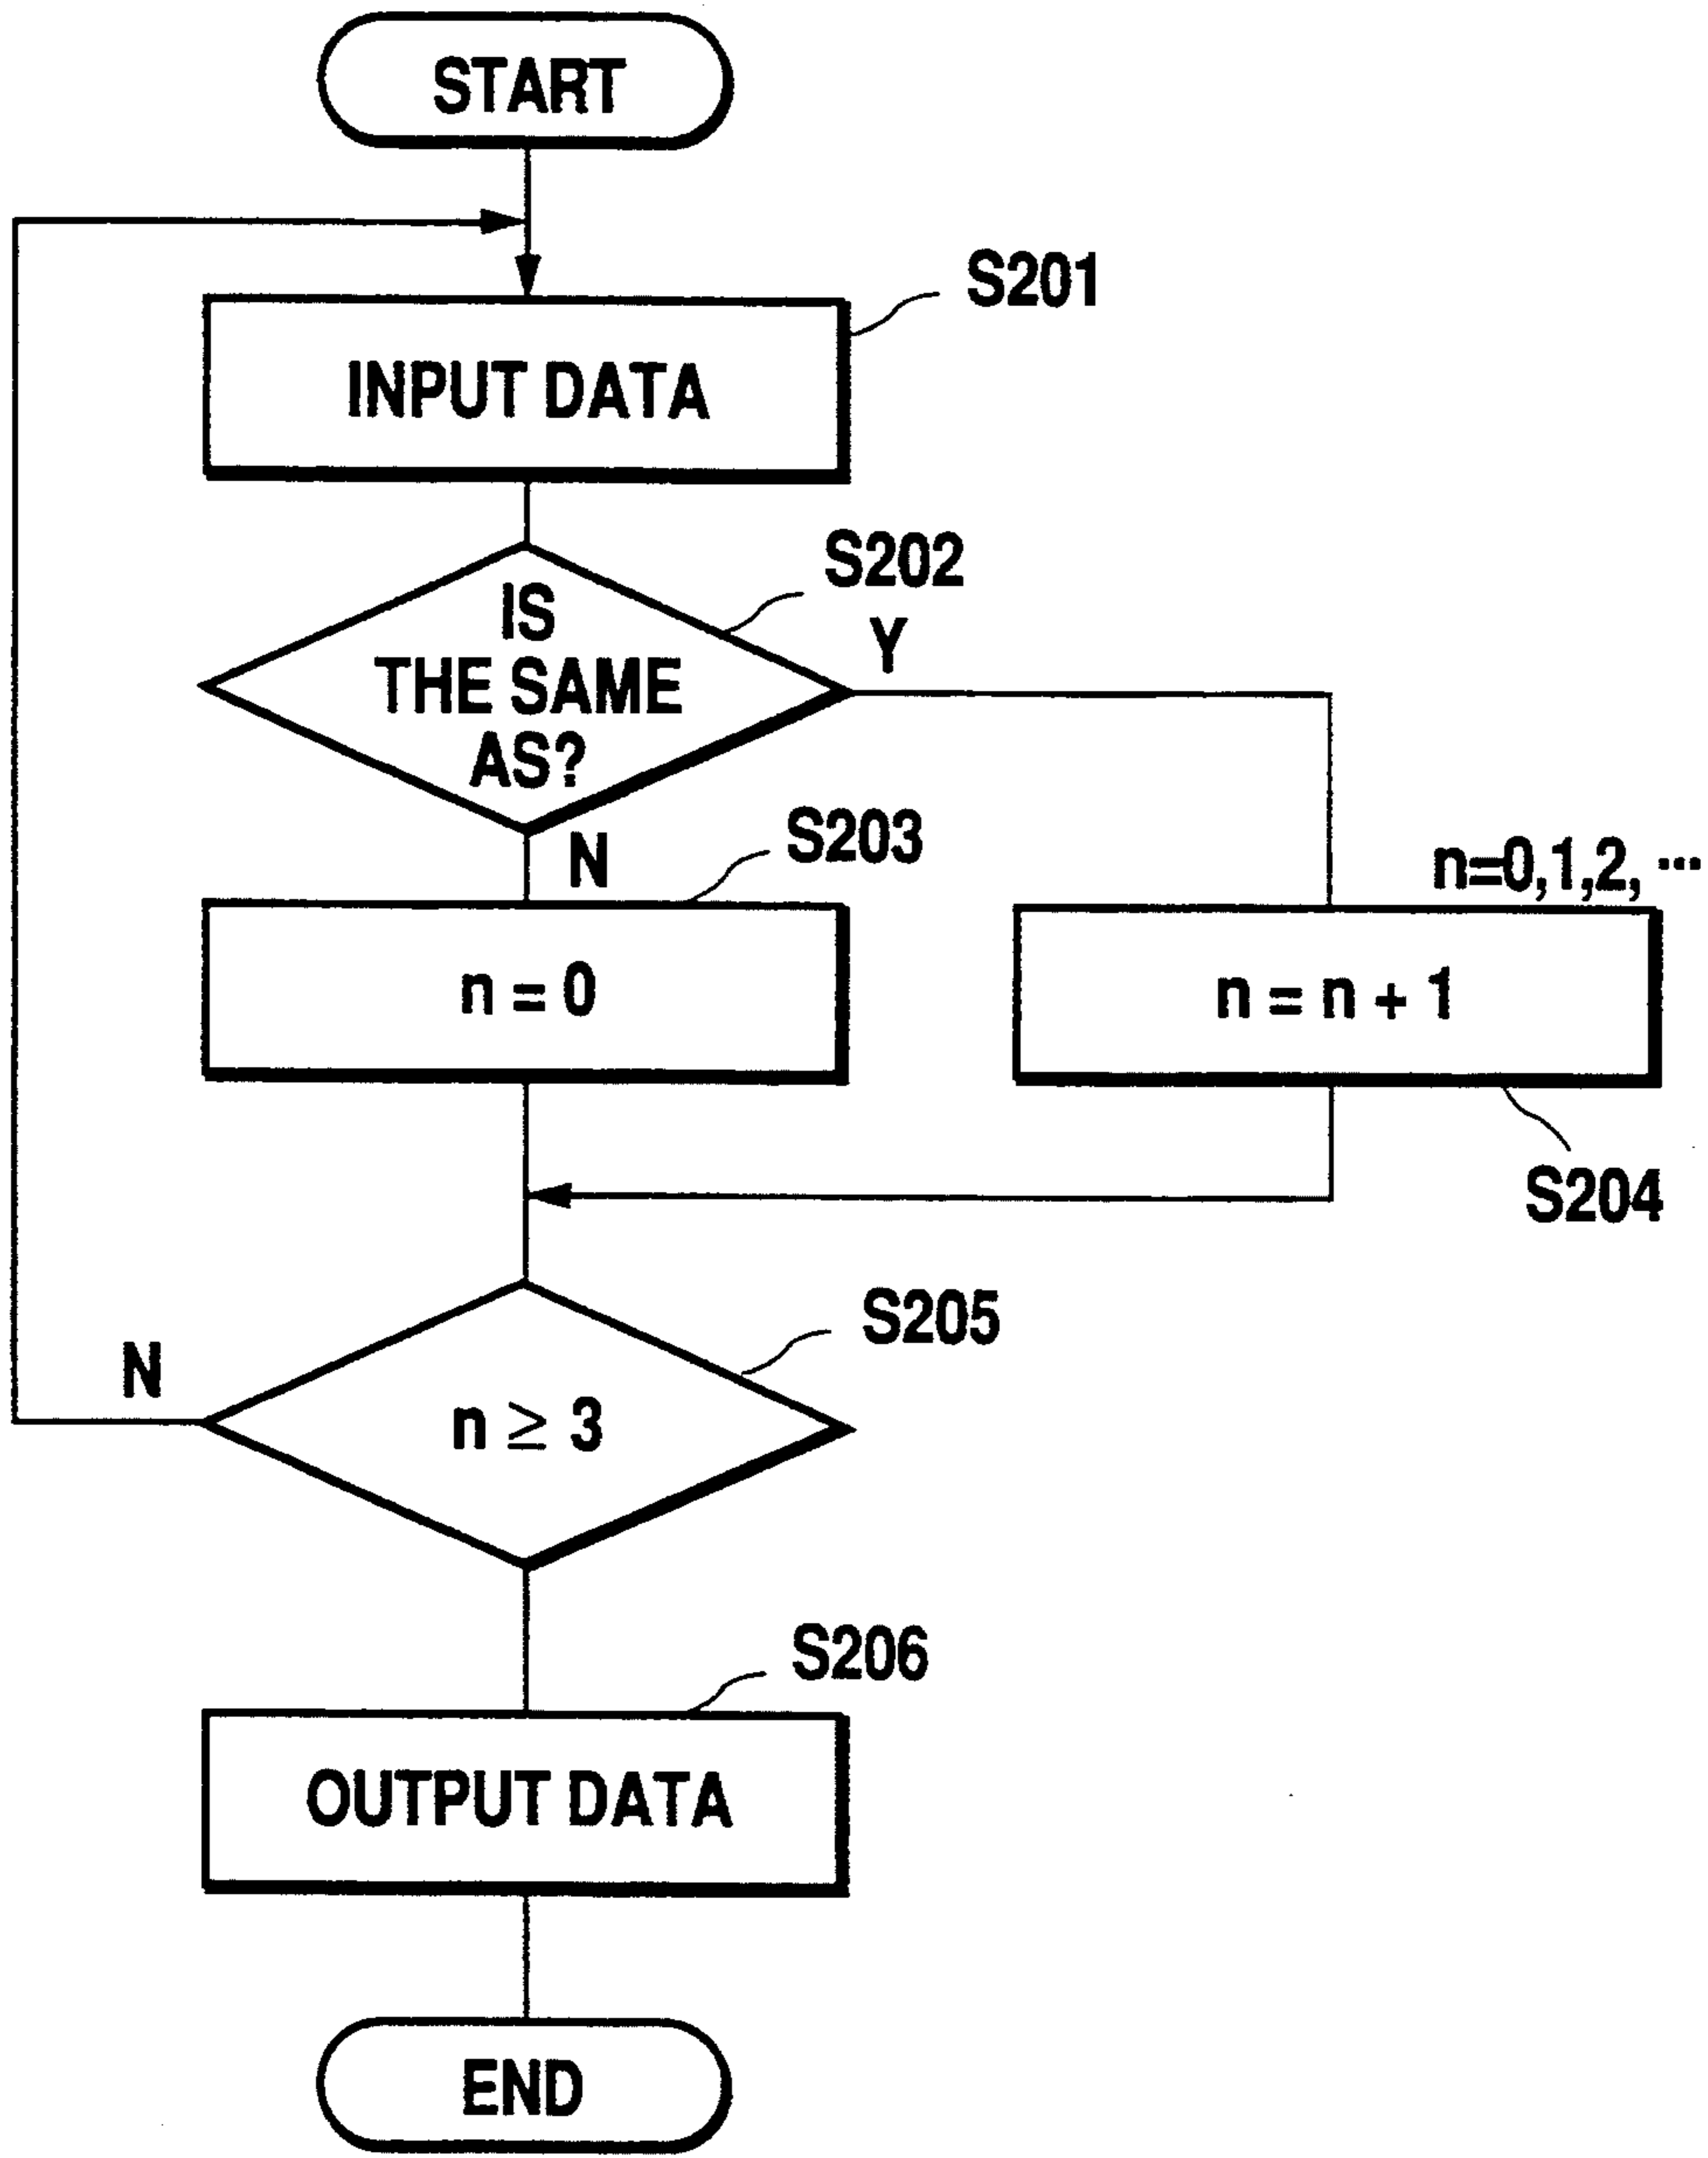 START
S201
INPUT DATA
S202
Y
IS
THE SAME
AS?
N
S203
n=0,1,2, ···
n = 0
n = n + 1
S204
S205
N
n ≥ 3
S206
OUTPUT DATA
END